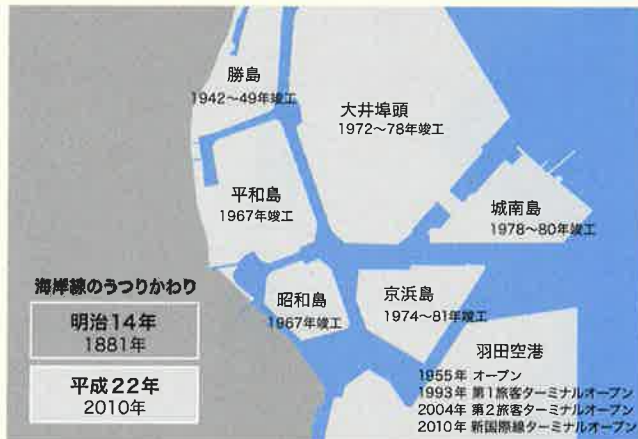 勝島
1942〜49年竣工
大井埠頭
1972〜78年竣工
平和島
1967年竣工
城南島
1978〜80年竣工
昭和島
1967年竣工
京浜島
1974〜81年竣工
羽田空港
1955年 オープン
1993年 第1旅客ターミナルオープン
2004年 第2旅客ターミナルオープン
2010年 新国際線ターミナルオープン
海岸線のうつりかわり
明治14年
1881年
平成22年
2010年